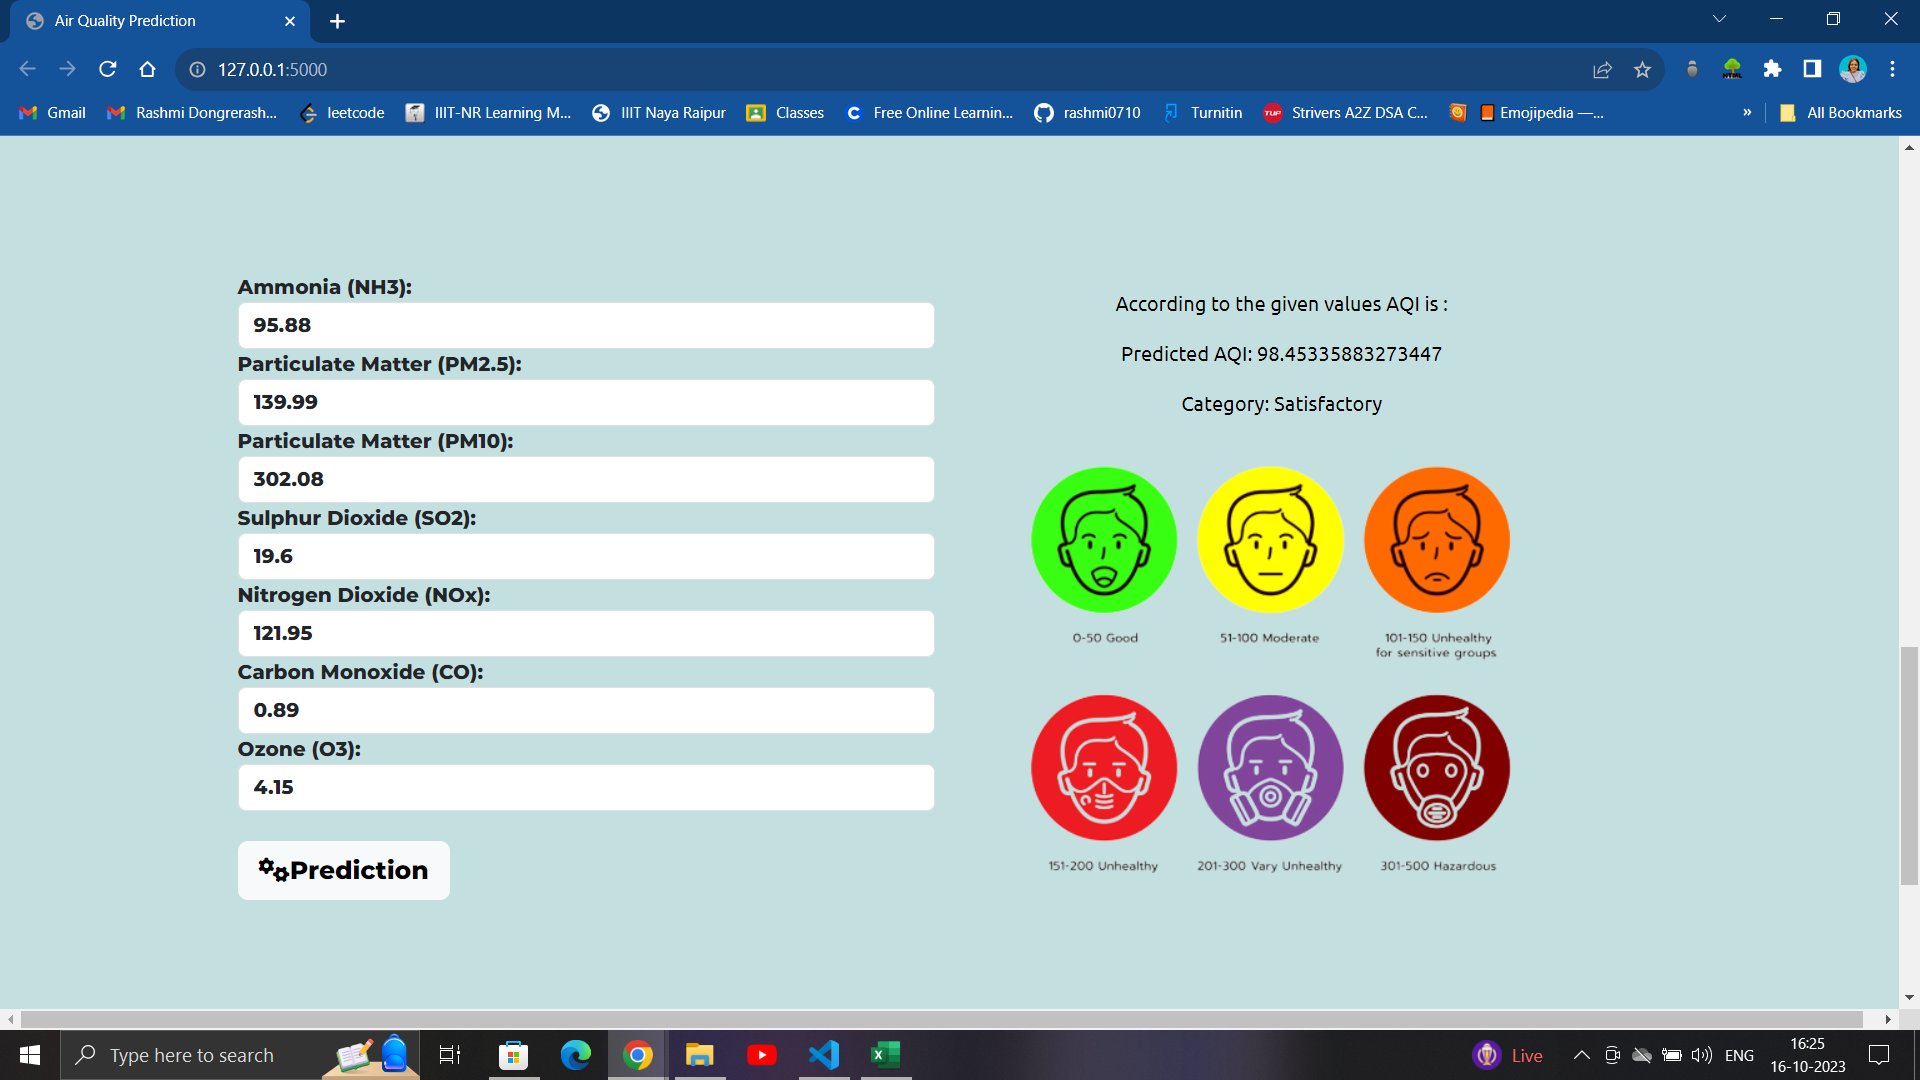 Air Quality Prediction
127.0.0.1:5000
Gmail
Rashmi Dongrerash...
leetcode
IIIT-NR Learning M...
IIIT Naya Raipur
Classes
Free Online Learnin...
rashmi0710
Turnitin
TUF
Strivers A2Z DSA C...
Emojipedia —...
»
All Bookmarks
Ammonia (NH3):
95.88
Particulate Matter (PM2.5):
139.99
Particulate Matter (PM10):
302.08
Sulphur Dioxide (SO2):
19.6
Nitrogen Dioxide (NOx):
121.95
Carbon Monoxide (CO):
0.89
Ozone (O3):
4.15
Prediction
According to the given values AQI is :
Predicted AQI: 98.45335883273447
Category: Satisfactory
0-50 Good
51-100 Moderate
101-150 Unhealthy
for sensitive groups
151-200 Unhealthy
201-300 Vary Unhealthy
301-500 Hazardous
Type here to search
Live
ENG
16:25
16-10-2023